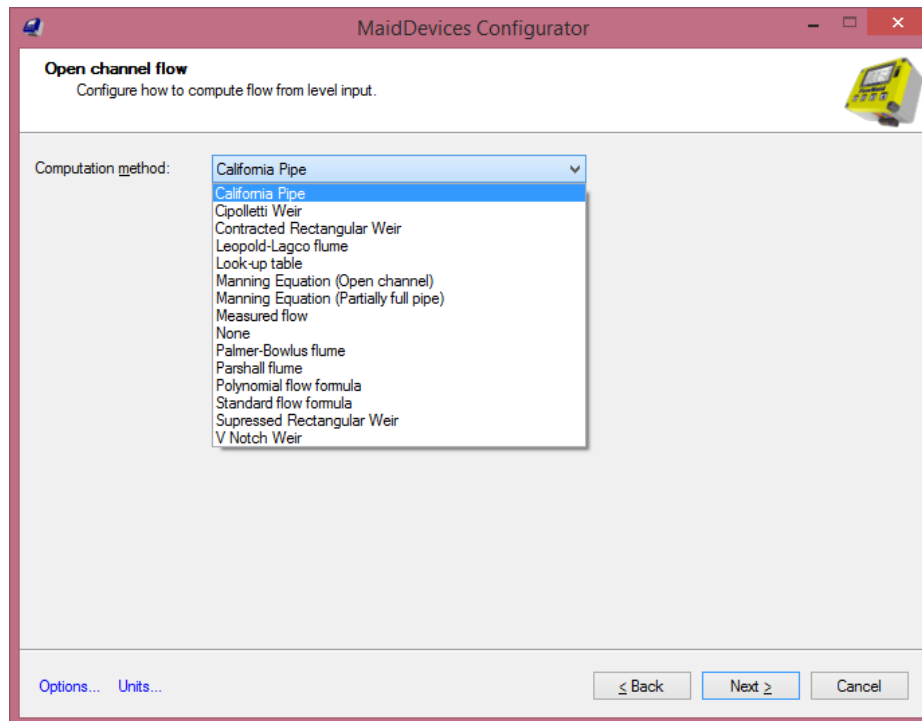 MaidDevices Configurator
Open channel flow
Configure how to compute flow from level input.
Computation method: California Pipe
California Pipe
Cipolletti Weir
Contracted Rectangular Weir
Leopold-Lagco flume
Look-up table
Manning Equation (Open channel)
Manning Equation (Partially full pipe)
Measured flow
None
Palmer-Bowlus flume
Parshall flume
Polynomial flow formula
Standard flow formula
Supressed Rectangular Weir
V Notch Weir
Options... Units... < Back Next > Cancel